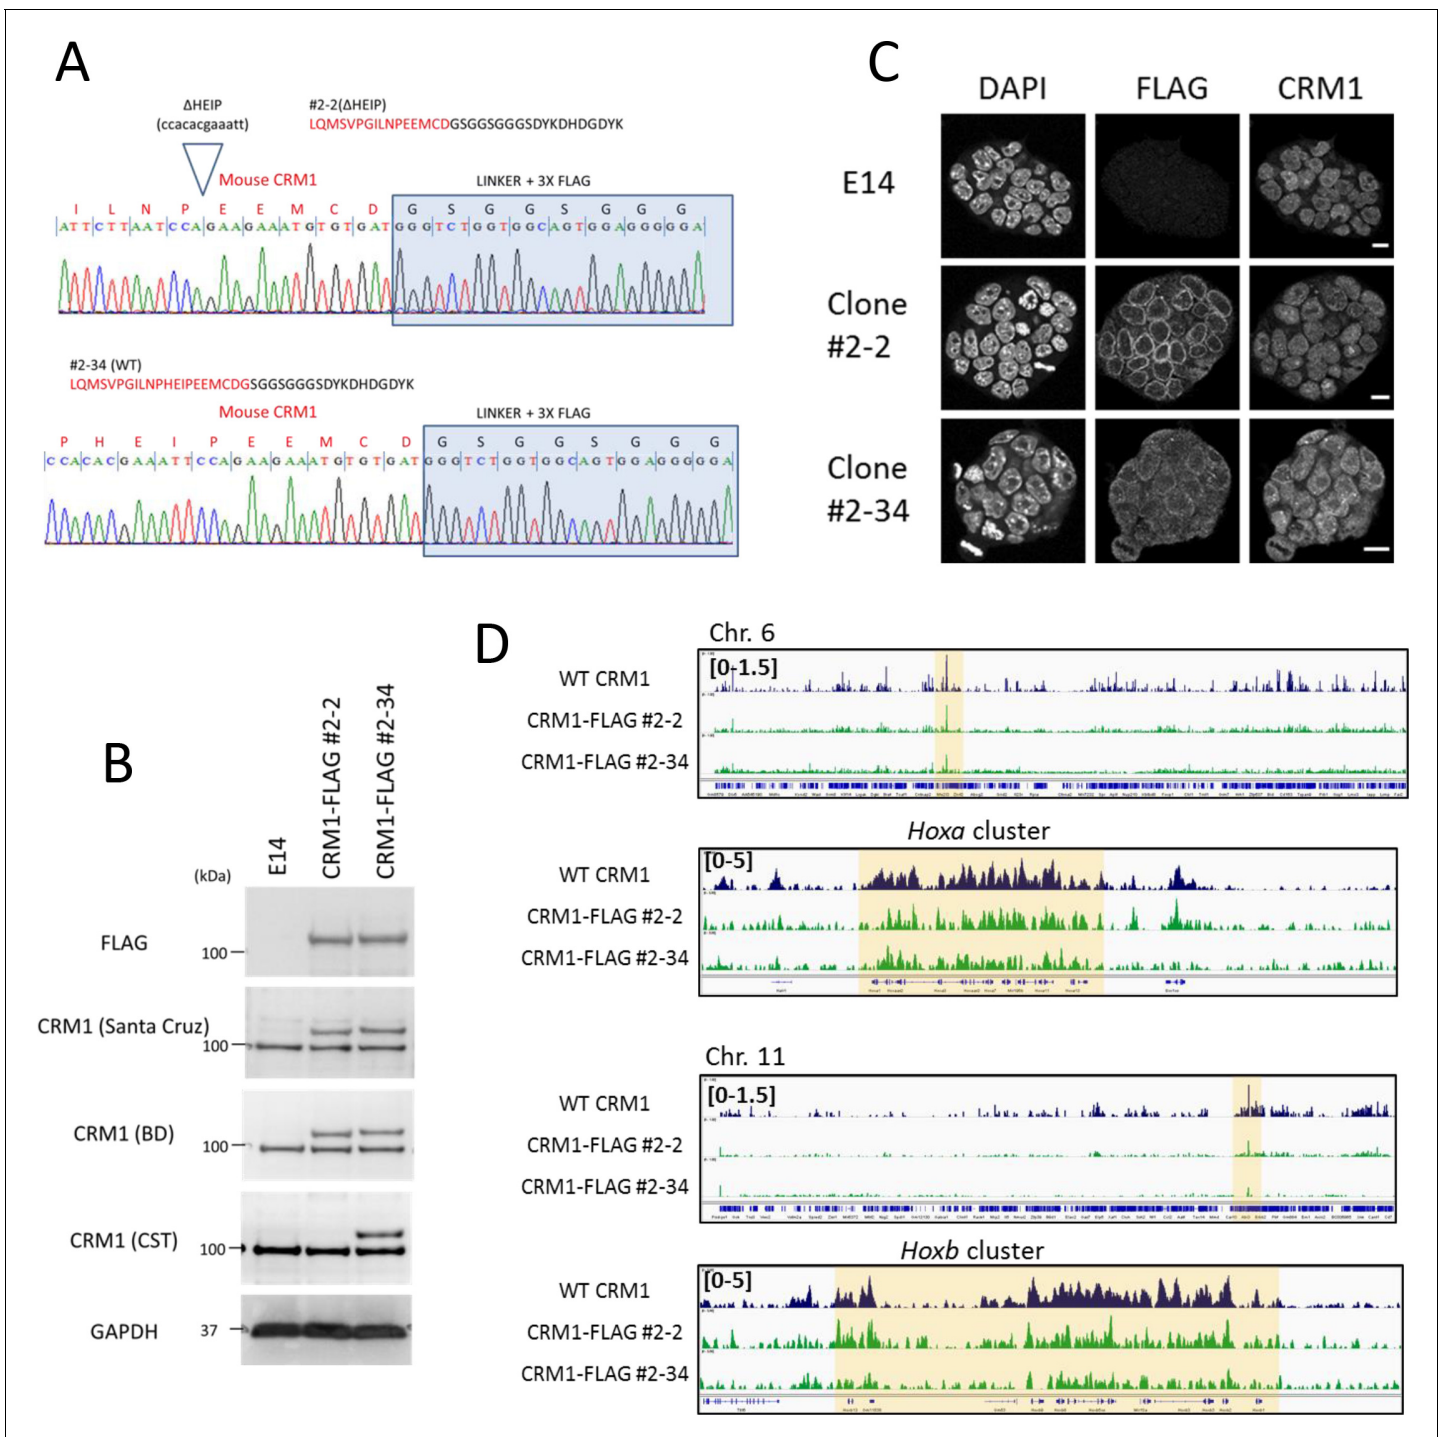 A
ΔHEIP
(ccacacgaaatt)
#2-2(ΔHEIP)
LQMSVPGILNPEEMCDGSGGSGGGSDYKDHDGDYK
Mouse CRM1
LINKER + 3X FLAG
I L N P E E M C D G S G G S G G G
ATTCTTAATCCAGAAGAAATGTGTGATGGGTCTGGTGGCAGTGGAGGGGGA
#2-34 (WT)
LQMSVPGILNPHEIPEEMCDGSGGSGGGSDYKDHDGDYK
Mouse CRM1
LINKER + 3X FLAG
P H E I P E E M C D G S G G S G G G
CCACACGAAATTCCAGAAGAAATGTGTGATGGGTCTGGTGGCAGTGGAGGGGGA
B
(kDa)
E14
CRM1-FLAG #2-2
CRM1-FLAG #2-34
FLAG
100
CRM1 (Santa Cruz)
100
CRM1 (BD)
100
CRM1 (CST)
100
GAPDH
37
C
DAPI
FLAG
CRM1
E14
Clone
#2-2
Clone
#2-34
D
Chr. 6
[0-1.5]
WT CRM1
CRM1-FLAG #2-2
CRM1-FLAG #2-34
Hoxa cluster
[0-5]
WT CRM1
CRM1-FLAG #2-2
CRM1-FLAG #2-34
Chr. 11
[0-1.5]
WT CRM1
CRM1-FLAG #2-2
CRM1-FLAG #2-34
Hoxb cluster
[0-5]
WT CRM1
CRM1-FLAG #2-2
CRM1-FLAG #2-34